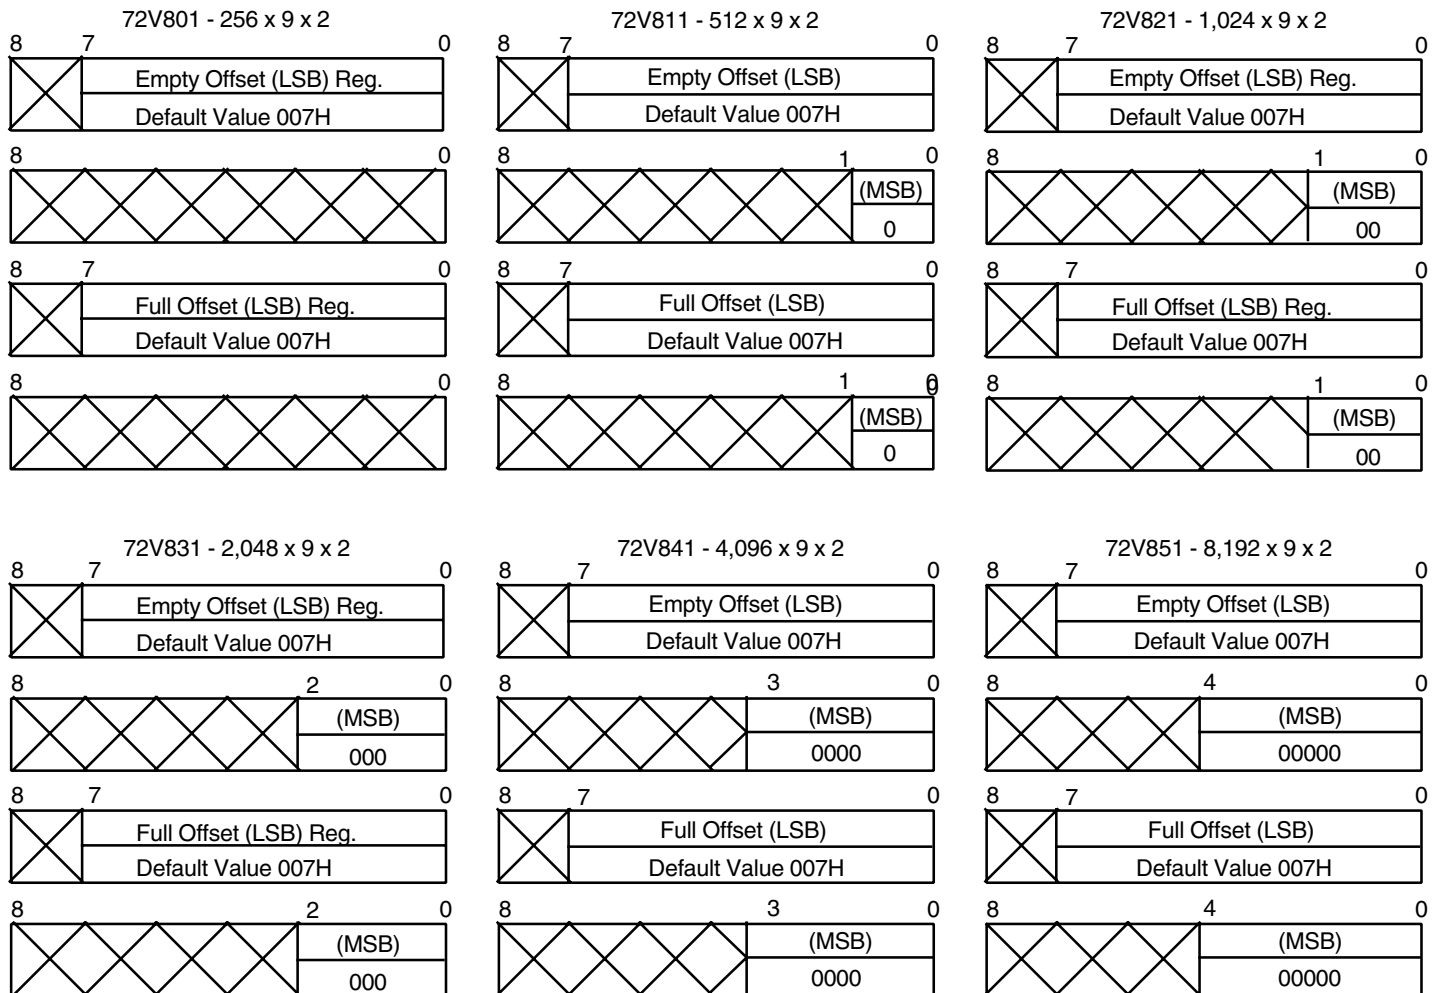 72V801 - 256 x 9 x 2
8 7 0
Empty Offset (LSB) Reg.
Default Value 007H
8 0
8 7 0
Full Offset (LSB) Reg.
Default Value 007H
8 0
72V811 - 512 x 9 x 2
8 7 0
Empty Offset (LSB)
Default Value 007H
8 1 0
(MSB)
0
8 7 0
Full Offset (LSB)
Default Value 007H
8 1 0
0
(MSB)
0
72V821 - 1,024 x 9 x 2
8 7 0
Empty Offset (LSB) Reg.
Default Value 007H
8 1 0
(MSB)
00
8 7 0
Full Offset (LSB) Reg.
Default Value 007H
8 1 0
(MSB)
00
72V831 - 2,048 x 9 x 2
8 7 0
Empty Offset (LSB) Reg.
Default Value 007H
8 2 0
(MSB)
000
8 7 0
Full Offset (LSB) Reg.
Default Value 007H
8 2 0
(MSB)
000
72V841 - 4,096 x 9 x 2
8 7 0
Empty Offset (LSB)
Default Value 007H
8 3 0
(MSB)
0000
8 7 0
Full Offset (LSB)
Default Value 007H
8 3 0
(MSB)
0000
72V851 - 8,192 x 9 x 2
8 7 0
Empty Offset (LSB)
Default Value 007H
8 4 0
(MSB)
00000
8 7 0
Full Offset (LSB)
Default Value 007H
8 4 0
(MSB)
00000